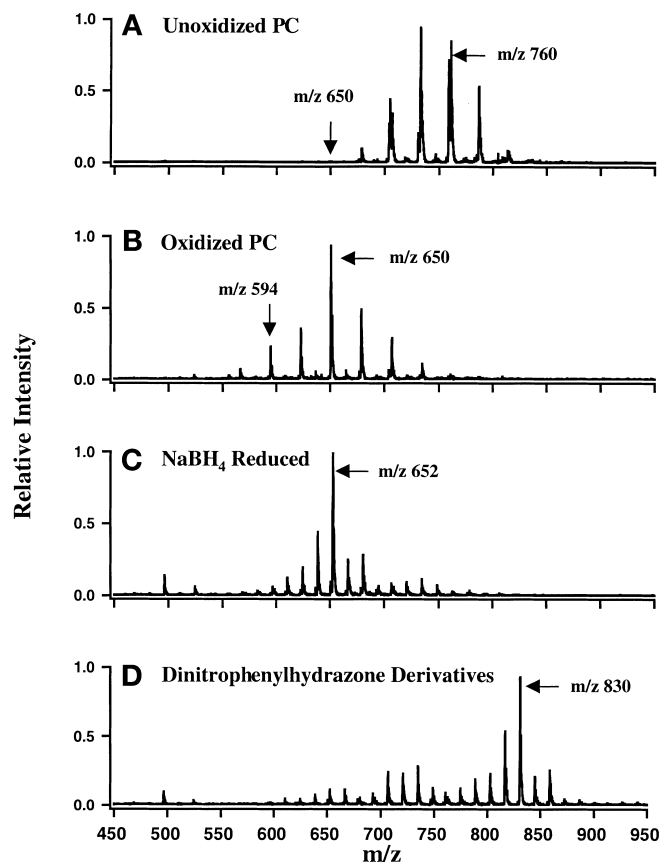 A Unoxidized PC
1.0
m/z 760
m/z 650
0.5
0.0
B Oxidized PC
1.0
m/z 650
m/z 594
0.5
0.0
C NaBH4 Reduced
1.0
m/z 652
0.5
0.0
D Dinitrophenylhydrazone Derivatives
1.0
m/z 830
0.5
0.0
450 500 550 600 650 700 750 800 850 900 950
m/z
Relative Intensity